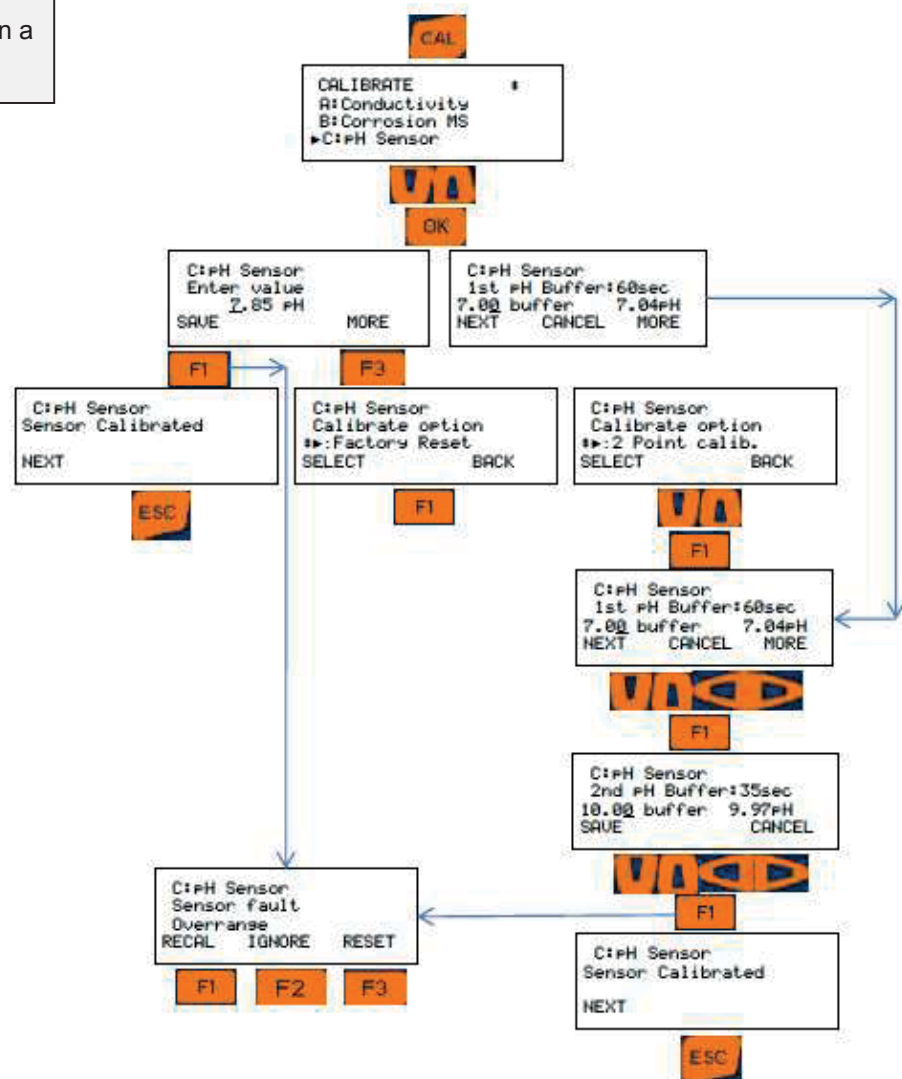 n a
CAL
CALIBRATE
A:Conductivity
B:Corrosion MS
►C:pH Sensor
OK
C:pH Sensor
Enter value
7.85 pH
SAVE MORE
C:pH Sensor
1st pH Buffer:60sec
7.00 buffer 7.04pH
NEXT CANCEL MORE
F1
F3
C:pH Sensor
Sensor Calibrated
NEXT
C:pH Sensor
Calibrate option
►:Factory Reset
SELECT BACK
C:pH Sensor
Calibrate option
►:2 Point calib.
SELECT BACK
ESC
F1
F1
C:pH Sensor
1st pH Buffer:60sec
7.00 buffer 7.04pH
NEXT CANCEL MORE
F1
C:pH Sensor
2nd pH Buffer:35sec
10.00 buffer 9.97pH
SAVE CANCEL
F1
C:pH Sensor
Sensor fault
Overrange
RECAL IGNORE RESET
F1 F2 F3
C:pH Sensor
Sensor Calibrated
NEXT
ESC